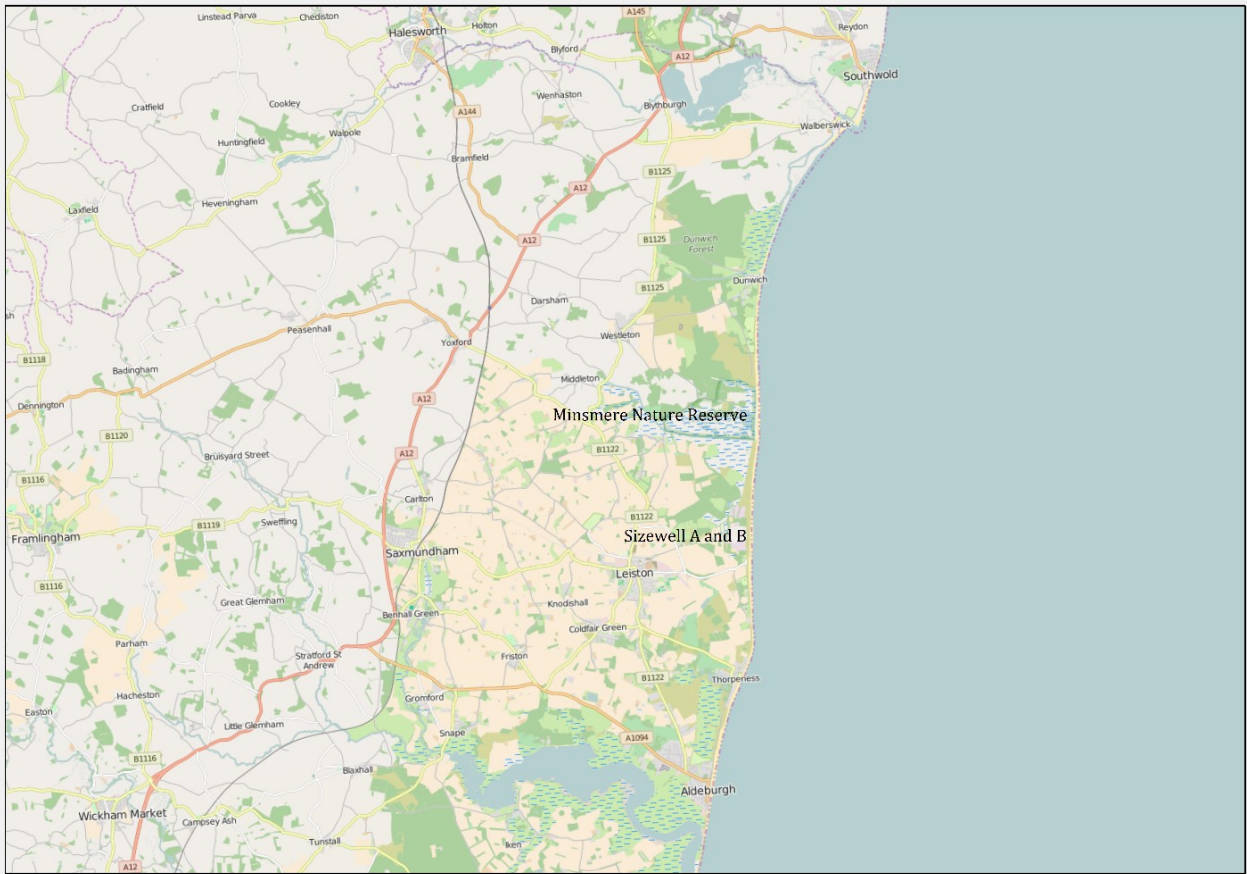 Linstead Parva
Chediston
A145
Halesworth
Holton
Reydon
Blyford
A12
Southwold
Wenhaston
Cratfield
Cookley
Blythburgh
A144
Walberswick
Walpole
Huntingfield
Bramfield
B1125
A12
Heveningham
Laxfield
A12
B1125
Dunwich
Forest
Dunwich
B1125
Darsham
sh
Peasenhall
Westleton
Yoxford
B1118
Badingham
Middleton
A12
Dennington
Minsmere Nature Reserve
B1120
B1122
A12
Bruisyard Street
B1116
Carlton
B1122
Sweffling
B1119
Framlingham
Sizewell A and B
Saxmundham
Leiston
B1116
Great Glemham
Knodishall
Benhall Green
Coldfair Green
Parham
Stratford St
Andrew
Friston
B1122
Thorpeness
Hacheston
Gromford
Easton
Little Glemham
Snape
A1094
B1116
Blaxhall
Aldeburgh
Wickham Market
Campsey Ash
Tunstall
Iken
A12